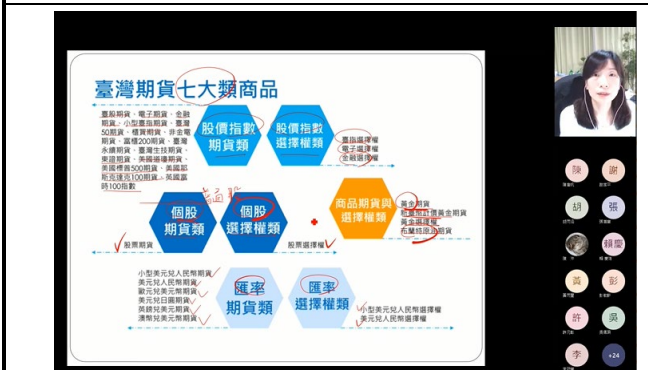 臺灣期貨七大類商品
臺股期貨、電子期貨、金融
期貨、小型臺指期貨、臺灣
50期貨、櫃買期貨、非金電
期貨、富櫃200期貨、臺灣
永續期貨、臺灣生技期貨、
東證期貨、美國道瓊期貨、
美國標普500期貨、美國那
斯克達克100期貨、英國富
時100指數
股價指數
期貨類
股價指數
選擇權類
臺指選擇權
電子選擇權
金融選擇權
個股
期貨類
股票期貨
個股
選擇權類
股票選擇權
商品期貨與
選擇權類
黃金期貨
新臺幣計價黃金期貨
黃金選擇權
布蘭特原油期貨
小型美元兌人民幣期貨
美元兌人民幣期貨
歐元兌美元幣期貨
美元兌日圓期貨
英鎊兌美元期貨
澳幣兌美元幣期貨
匯率
期貨類
匯率
選擇權類
小型美元兌人民幣選擇權
美元兌人民幣選擇權
陳
謝
胡
張
賴慶
黃
彭
許
吳
李
+24